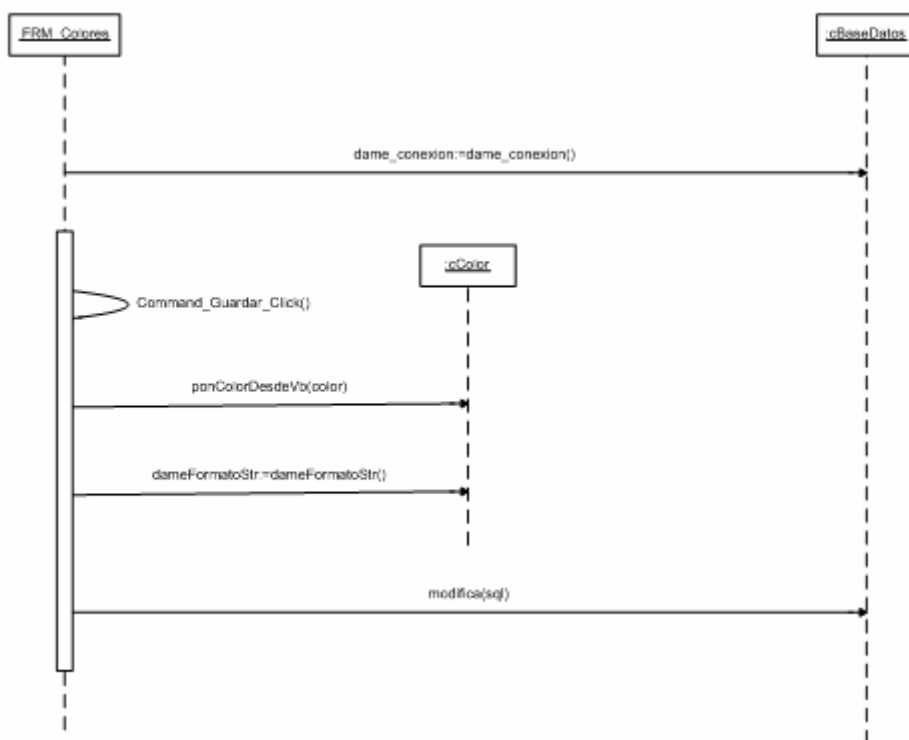 FRM_Colores
:cBaseDatos
dame_conexion:=dame_conexion()
:cColor
Command_Guardar_Click()
ponColorDesdeVb(color)
dameFormatoStr:=dameFormatoStr()
modifica(sql)